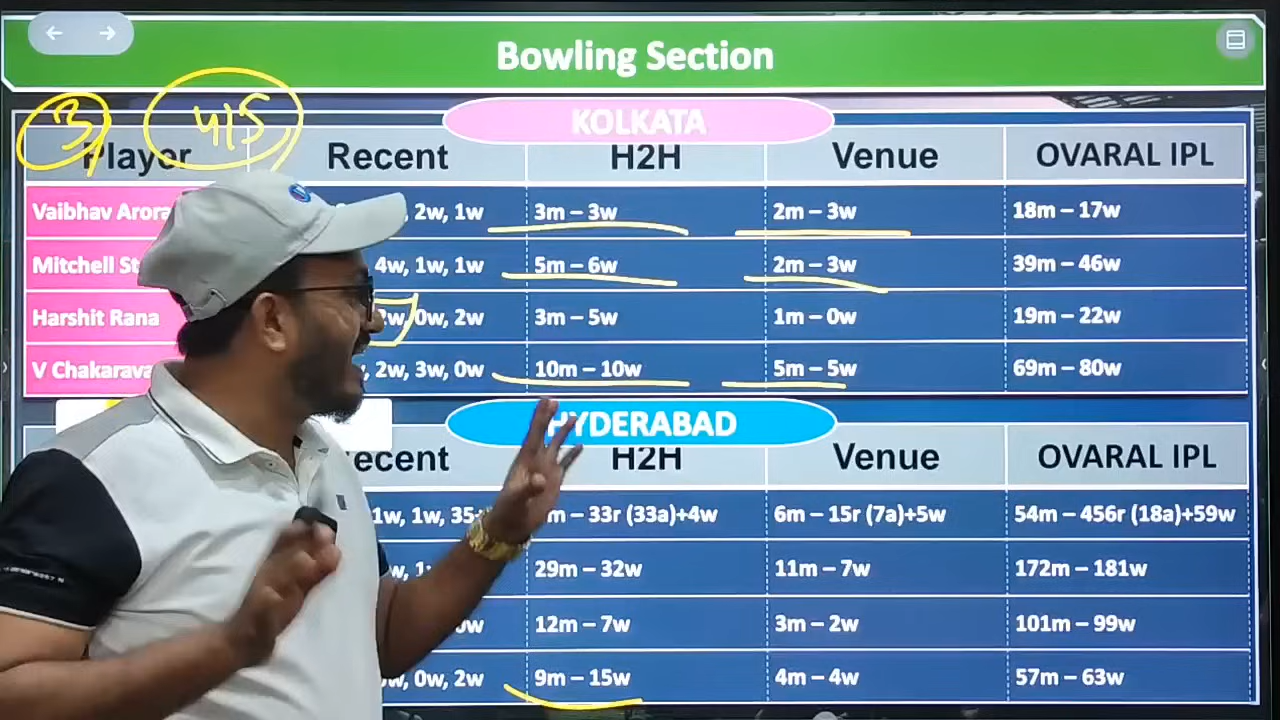 Bowling Section
3 4/5
KOLKATA
Player Recent H2H Venue OVARAL IPL
Vaibhav Arora 2w, 1w 3m – 3w 2m – 3w 18m – 17w
Mitchell 4w, 1w, 1w 5m – 6w 2m – 3w 39m – 46w
Harshit Rana 0w, 2w 3m – 5w 1m – 0w 19m – 22w
V 2w, 3w, 0w 10m – 10w 5m – 5w 69m – 80w
HYDERABAD
Recent H2H Venue OVARAL IPL
1w, 1w, 33r (33a)+4w 6m – 15r (7a)+5w 54m – 456r (18a)+59w
29m – 32w 11m – 7w 172m – 181w
12m – 7w 3m – 2w 101m – 99w
0w, 2w 9m – 15w 4m – 4w 57m – 63w